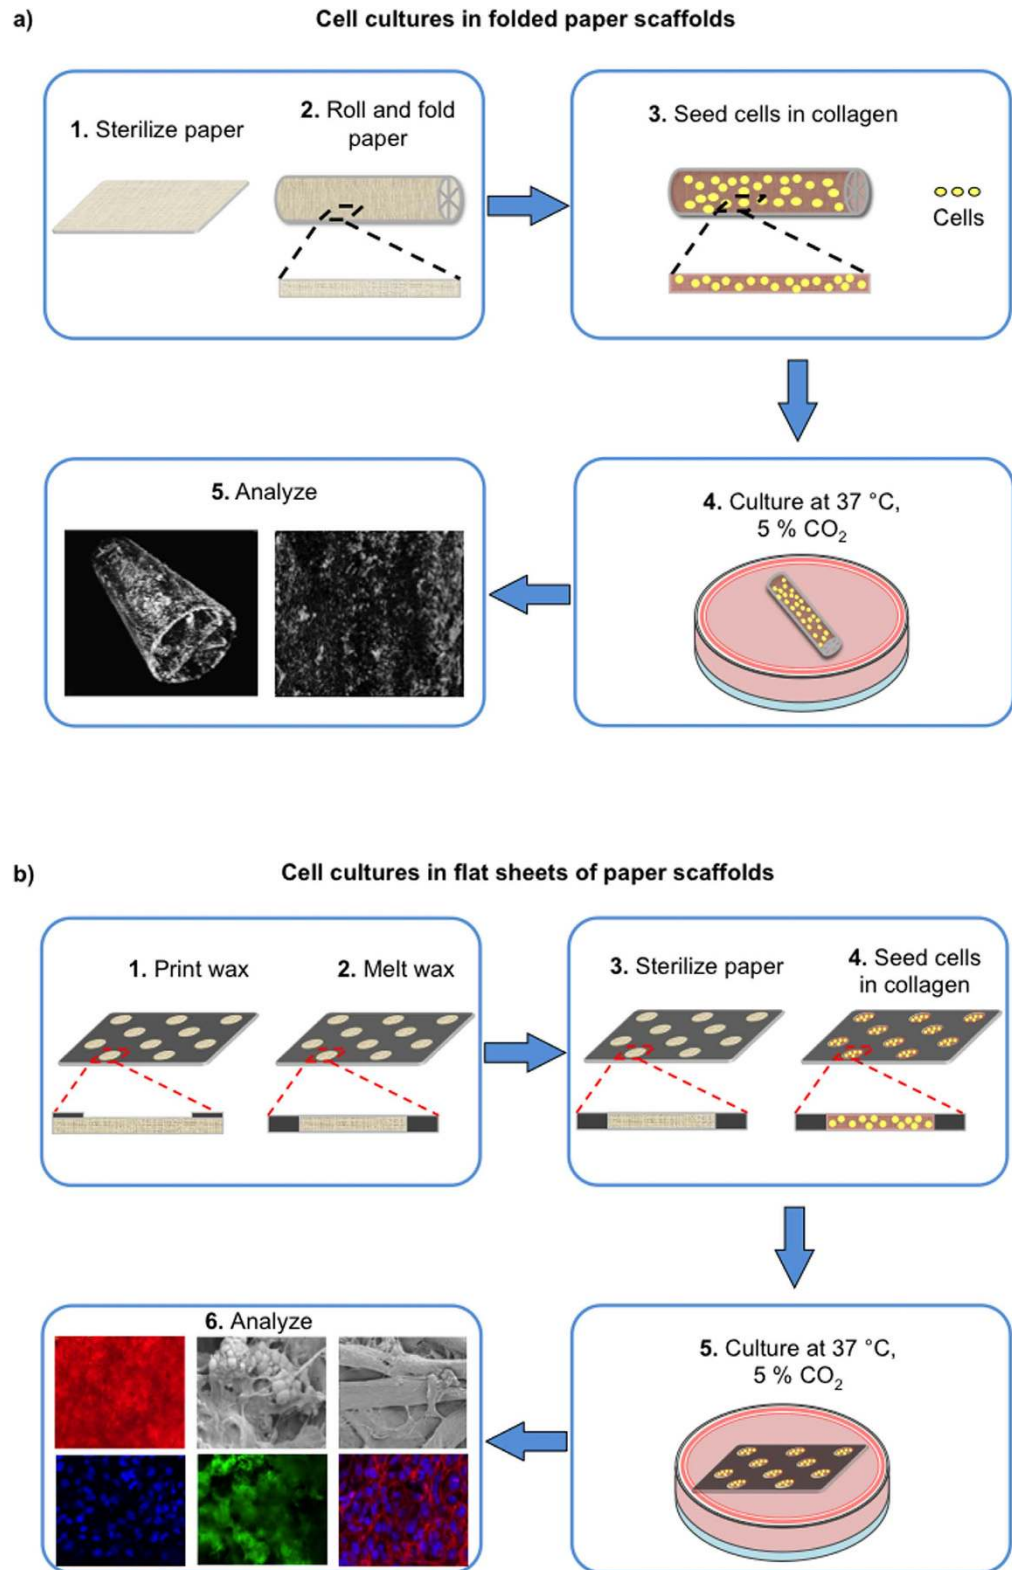 a)
Cell cultures in folded paper scaffolds
1. Sterilize paper
2. Roll and fold
paper
3. Seed cells in collagen
Cells
5. Analyze
4. Culture at 37 °C,
5 % CO₂
b)
Cell cultures in flat sheets of paper scaffolds
1. Print wax
2. Melt wax
3. Sterilize paper
4. Seed cells
in collagen
6. Analyze
5. Culture at 37 °C,
5 % CO₂